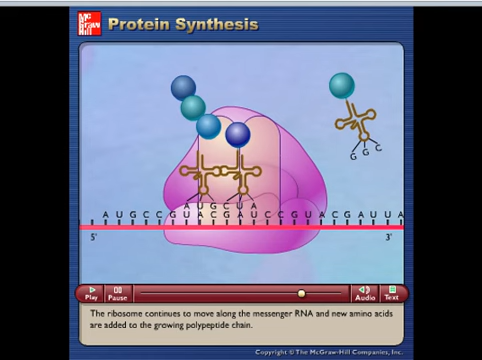 Mc
Graw
Hill
Protein Synthesis
G G C
A U G C U A
A U G C C G U A C G A U C C G U A C G A U U A
5' 3'
Play Pause Audio Text
The ribosome continues to move along the messenger RNA and new amino acids
are added to the growing polypeptide chain.
Copyright © The McGraw-Hill Companies, Inc.